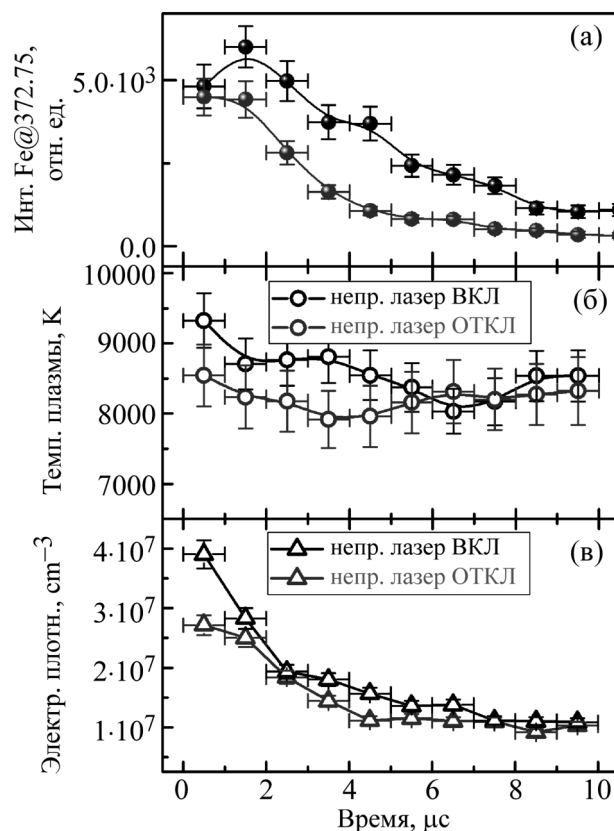 (а)
Инт. Fe@372.75,
отн. ед.
5.0·10³
0.0
(б)
Темп. плазмы, К
10000
9000
8000
7000
непр. лазер ВКЛ
непр. лазер ОТКЛ
(в)
Электр. плотн., cm⁻³
4·10⁷
3·10⁷
2·10⁷
1·10⁷
непр. лазер ВКЛ
непр. лазер ОТКЛ
0 2 4 6 8 10
Время, μс